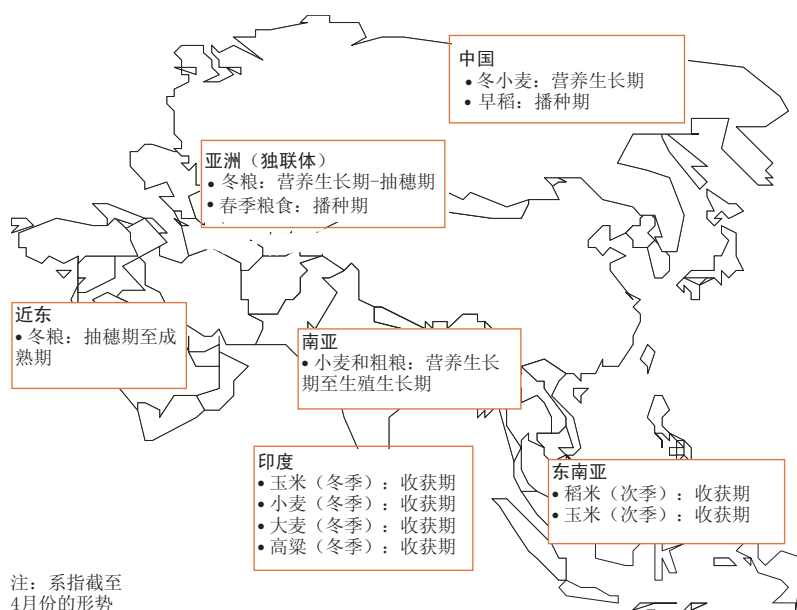 中国
• 冬小麦：营养生长期
• 早稻：播种期
亚洲（独联体）
• 冬粮：营养生长期-抽穗期
• 春季粮食：播种期
近东
• 冬粮：抽穗期至成
熟期
南亚
• 小麦和粗粮：营养生长
期至生殖生长期
印度
• 玉米（冬季）：收获期
• 小麦（冬季）：收获期
• 大麦（冬季）：收获期
• 高粱（冬季）：收获期
东南亚
• 稻米（次季）：收获期
• 玉米（次季）：收获期
注：系指截至
4月份的形势